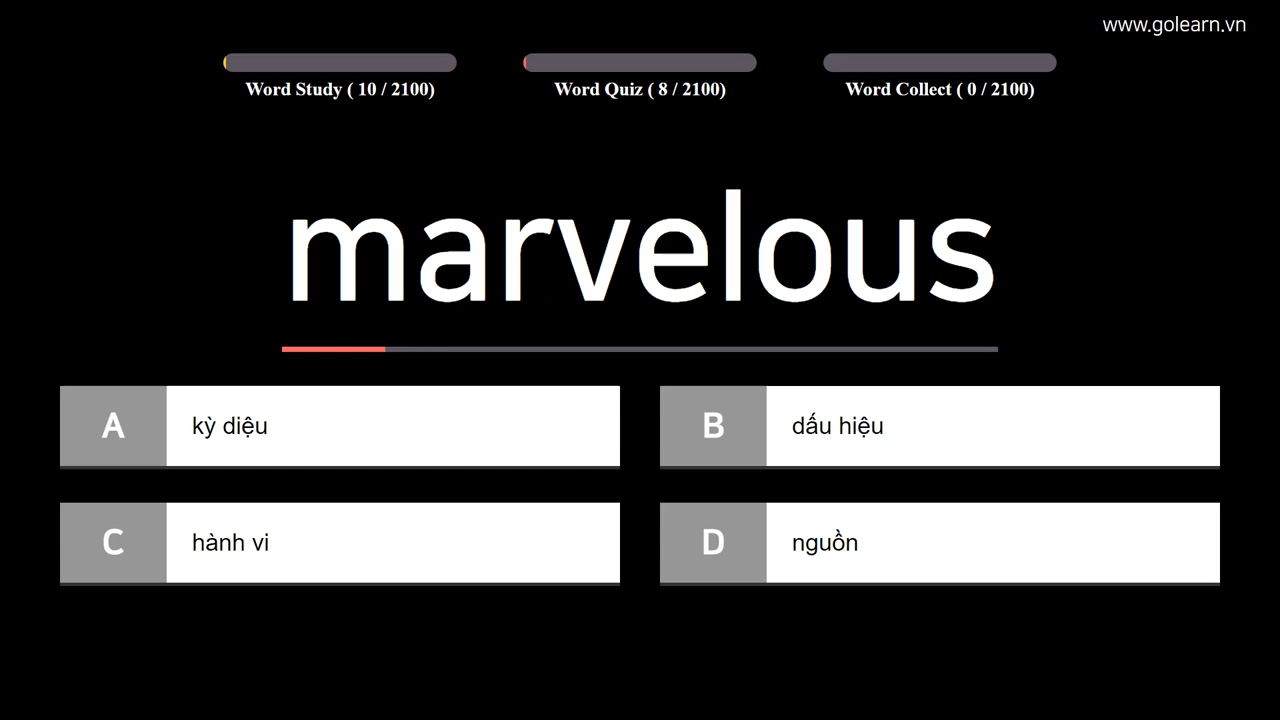 www.golearn.vn
Word Study ( 10 / 2100)
Word Quiz ( 8 / 2100)
Word Collect ( 0 / 2100)
marvelous
A kỳ diệu
B dấu hiệu
C hành vi
D nguồn